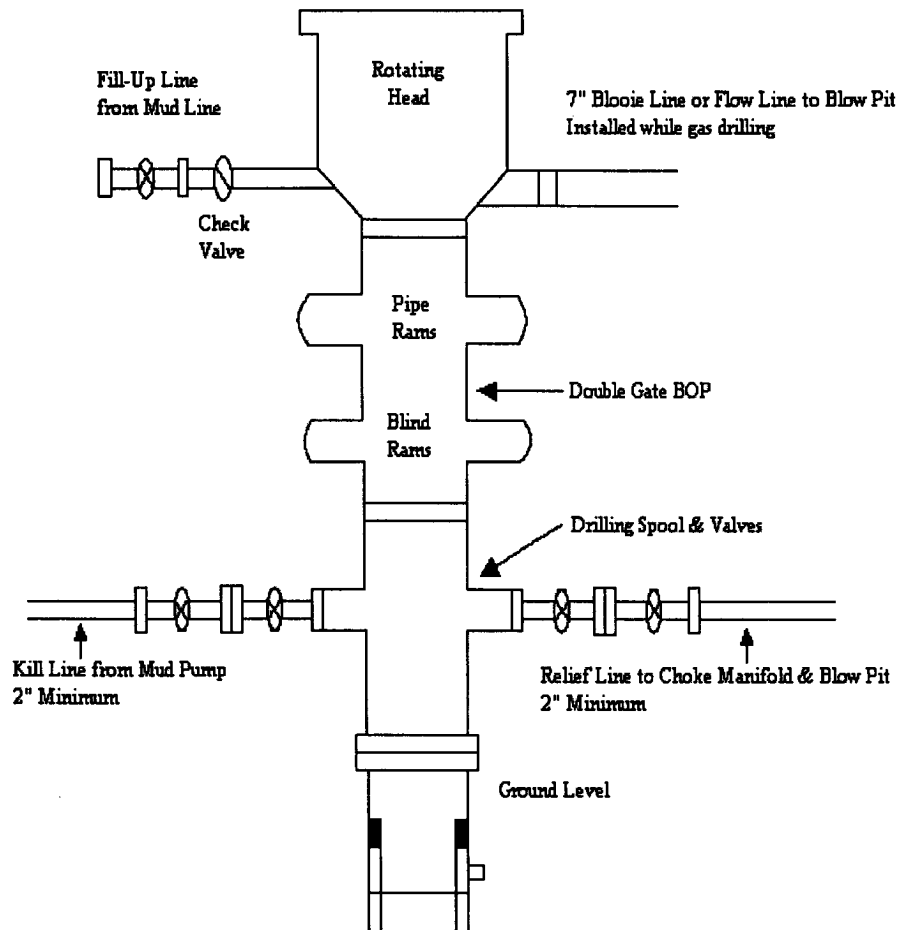 Rotating
Head
Fill-Up Line
from Mud Line
7" Blooie Line or Flow Line to Blow Pit
Installed while gas drilling
Check
Valve
Pipe
Rams
Double Gate BOP
Blind
Rams
Drilling Spool & Valves
Kill Line from Mud Pump
2" Minimum
Relief Line to Choke Manifold & Blow Pit
2" Minimum
Ground Level